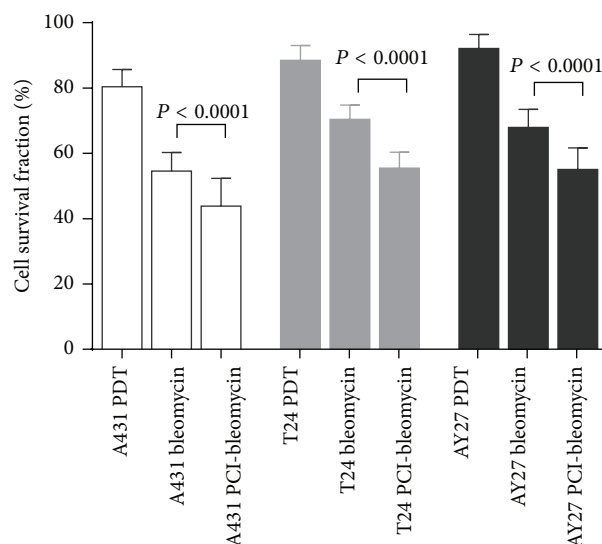 Cell survival fraction (%)
100
80
60
40
20
0
P < 0.0001
P < 0.0001
P < 0.0001
A431 PDT
A431 bleomycin
A431 PCI-bleomycin
T24 PDT
T24 bleomycin
T24 PCI-bleomycin
AY27 PDT
AY27 bleomycin
AY27 PCI-bleomycin